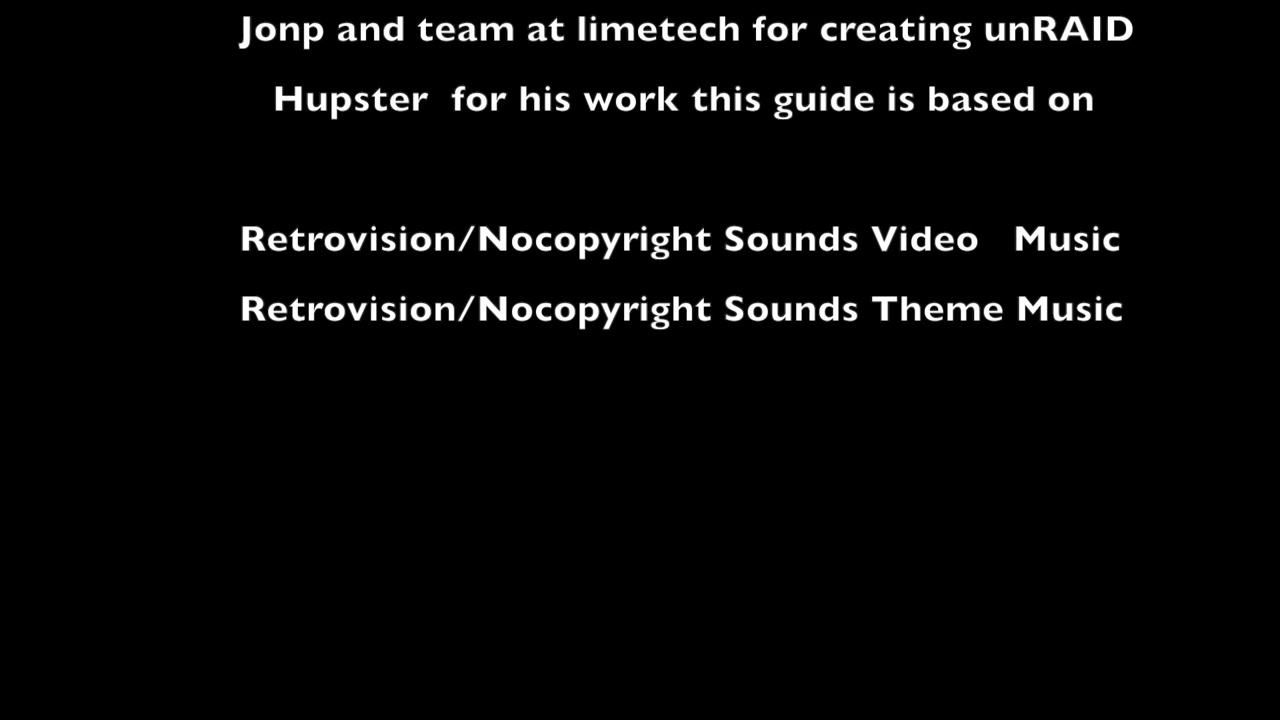 Jonp and team at limetech for creating unRAID
Hupster for his work this guide is based on
Retrovision/Nocopyright Sounds Video Music
Retrovision/Nocopyright Sounds Theme Music